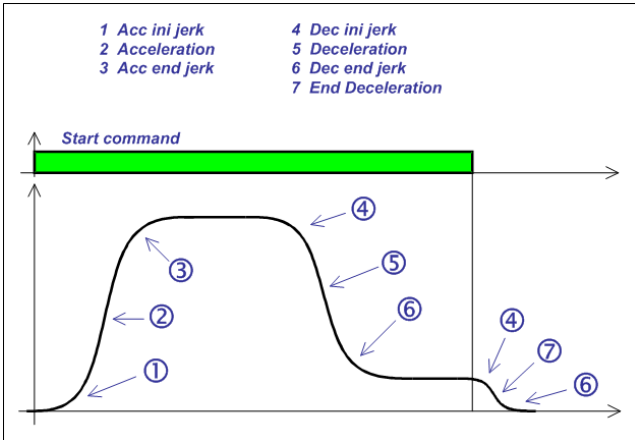 1 Acc ini jerk
2 Acceleration
3 Acc end jerk
4 Dec ini jerk
5 Deceleration
6 Dec end jerk
7 End Deceleration
Start command
④
③
⑤
②
⑥
④
⑦
①
⑥